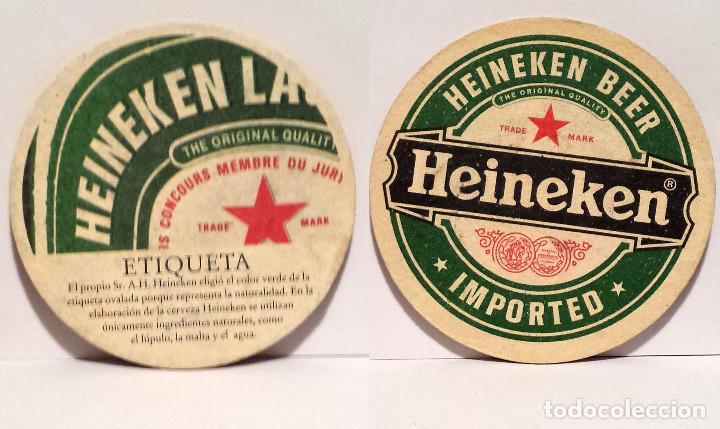 HEINEKEN LA
THE ORIGINAL QUALIT
IS CONCOURS MEMBRE DU JURY
TRADE MARK
ETIQUETA
El propio Sr. A.H. Heineken eligió el color verde de la
etiqueta ovalada porque representa la naturalidad. En la
elaboración de la cerveza Heineken se utilizan
únicamente ingredientes naturales, como
el lúpulo, la malta y el agua.
HEINEKEN BEER
THE ORIGINAL QUALITY
TRADE MARK
Heineken®
IMPORTED
todocoleccion